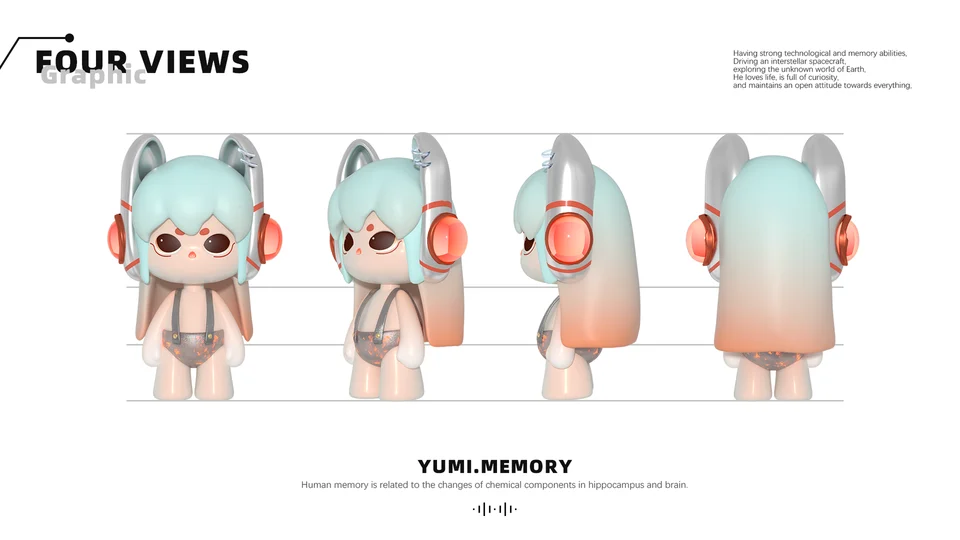 FOUR VIEWS
Graphic
Having strong technological and memory abilities,
Driving an interstellar spacecraft,
exploring the unknown world of Earth,
He loves life, is full of curiosity,
and maintains an open attitude towards everything,
YUMI.MEMORY
Human memory is related to the changes of chemical components in hippocampus and brain.